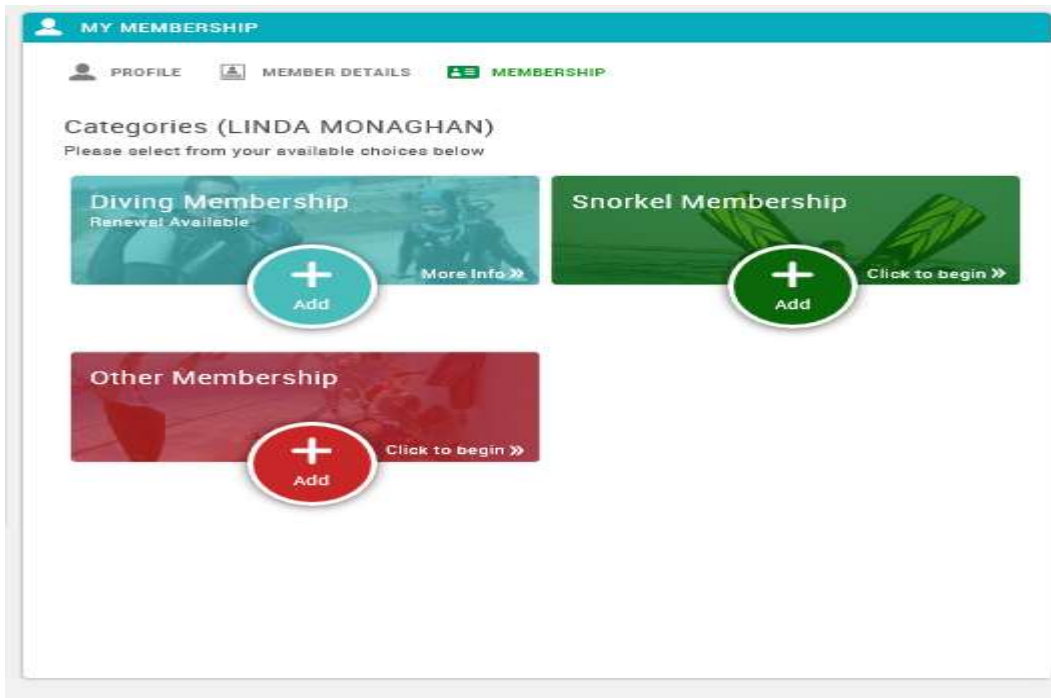 MY MEMBERSHIP
PROFILE MEMBER DETAILS MEMBERSHIP
Categories (LINDA MONAGHAN)
Please select from your available choices below
Diving Membership
Renewal Available
More Info »
Add
Snorkel Membership
Click to begin »
Add
Other Membership
Click to begin »
Add